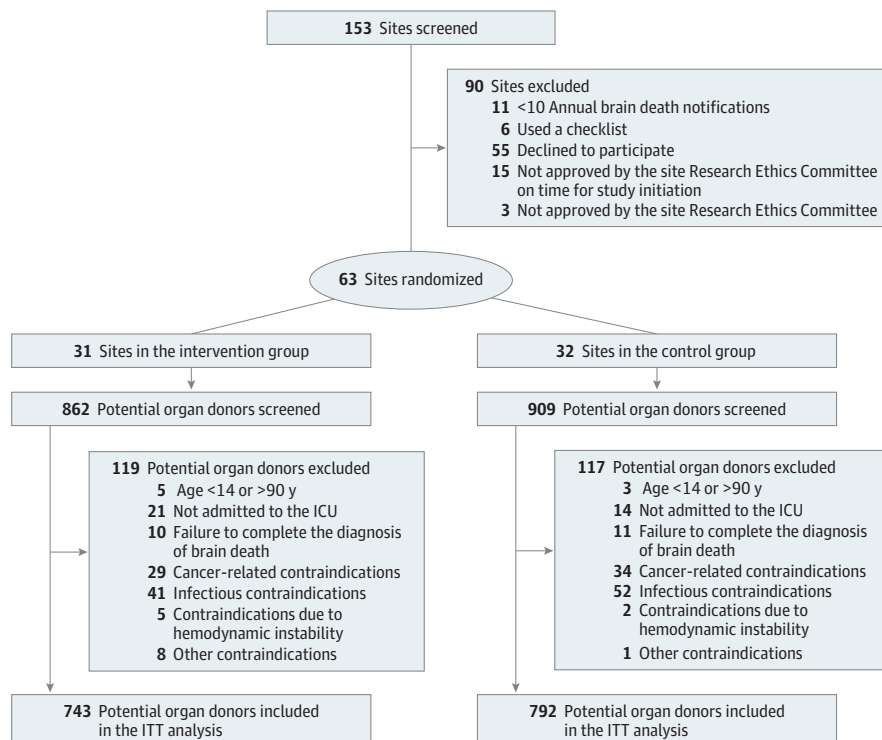 153 Sites screened
90 Sites excluded
11 <10 Annual brain death notifications
6 Used a checklist
55 Declined to participate
15 Not approved by the site Research Ethics Committee
on time for study initiation
3 Not approved by the site Research Ethics Committee
63 Sites randomized
31 Sites in the intervention group
32 Sites in the control group
862 Potential organ donors screened
909 Potential organ donors screened
119 Potential organ donors excluded
5 Age <14 or >90 y
21 Not admitted to the ICU
10 Failure to complete the diagnosis
of brain death
29 Cancer-related contraindications
41 Infectious contraindications
5 Contraindications due to
hemodynamic instability
8 Other contraindications
117 Potential organ donors excluded
3 Age <14 or >90 y
14 Not admitted to the ICU
11 Failure to complete the diagnosis
of brain death
34 Cancer-related contraindications
52 Infectious contraindications
2 Contraindications due to
hemodynamic instability
1 Other contraindications
743 Potential organ donors included
in the ITT analysis
792 Potential organ donors included
in the ITT analysis